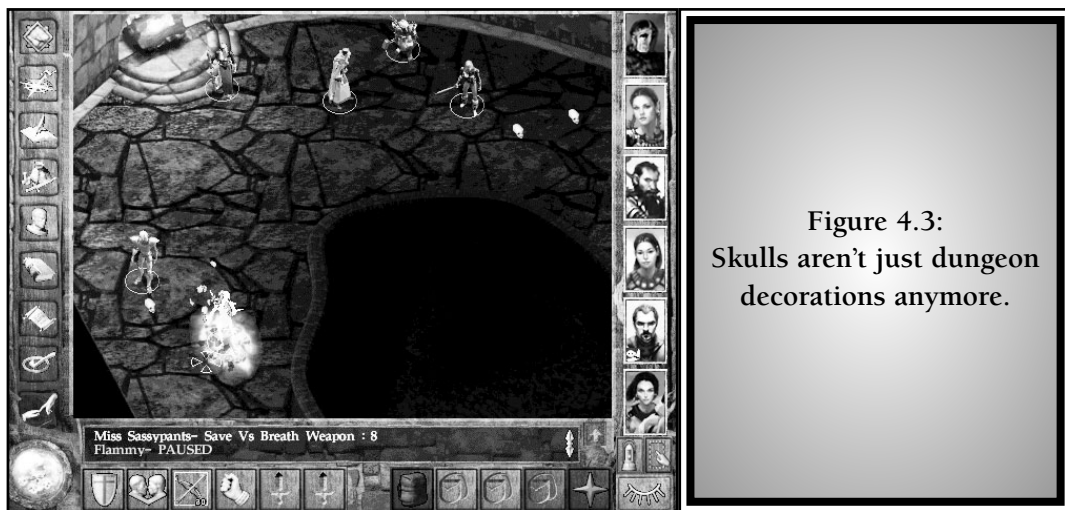 Miss Sassypants- Save Vs Breath Weapon : 8
Flammy- PAUSED
Figure 4.3:
Skulls aren't just dungeon
decorations anymore.